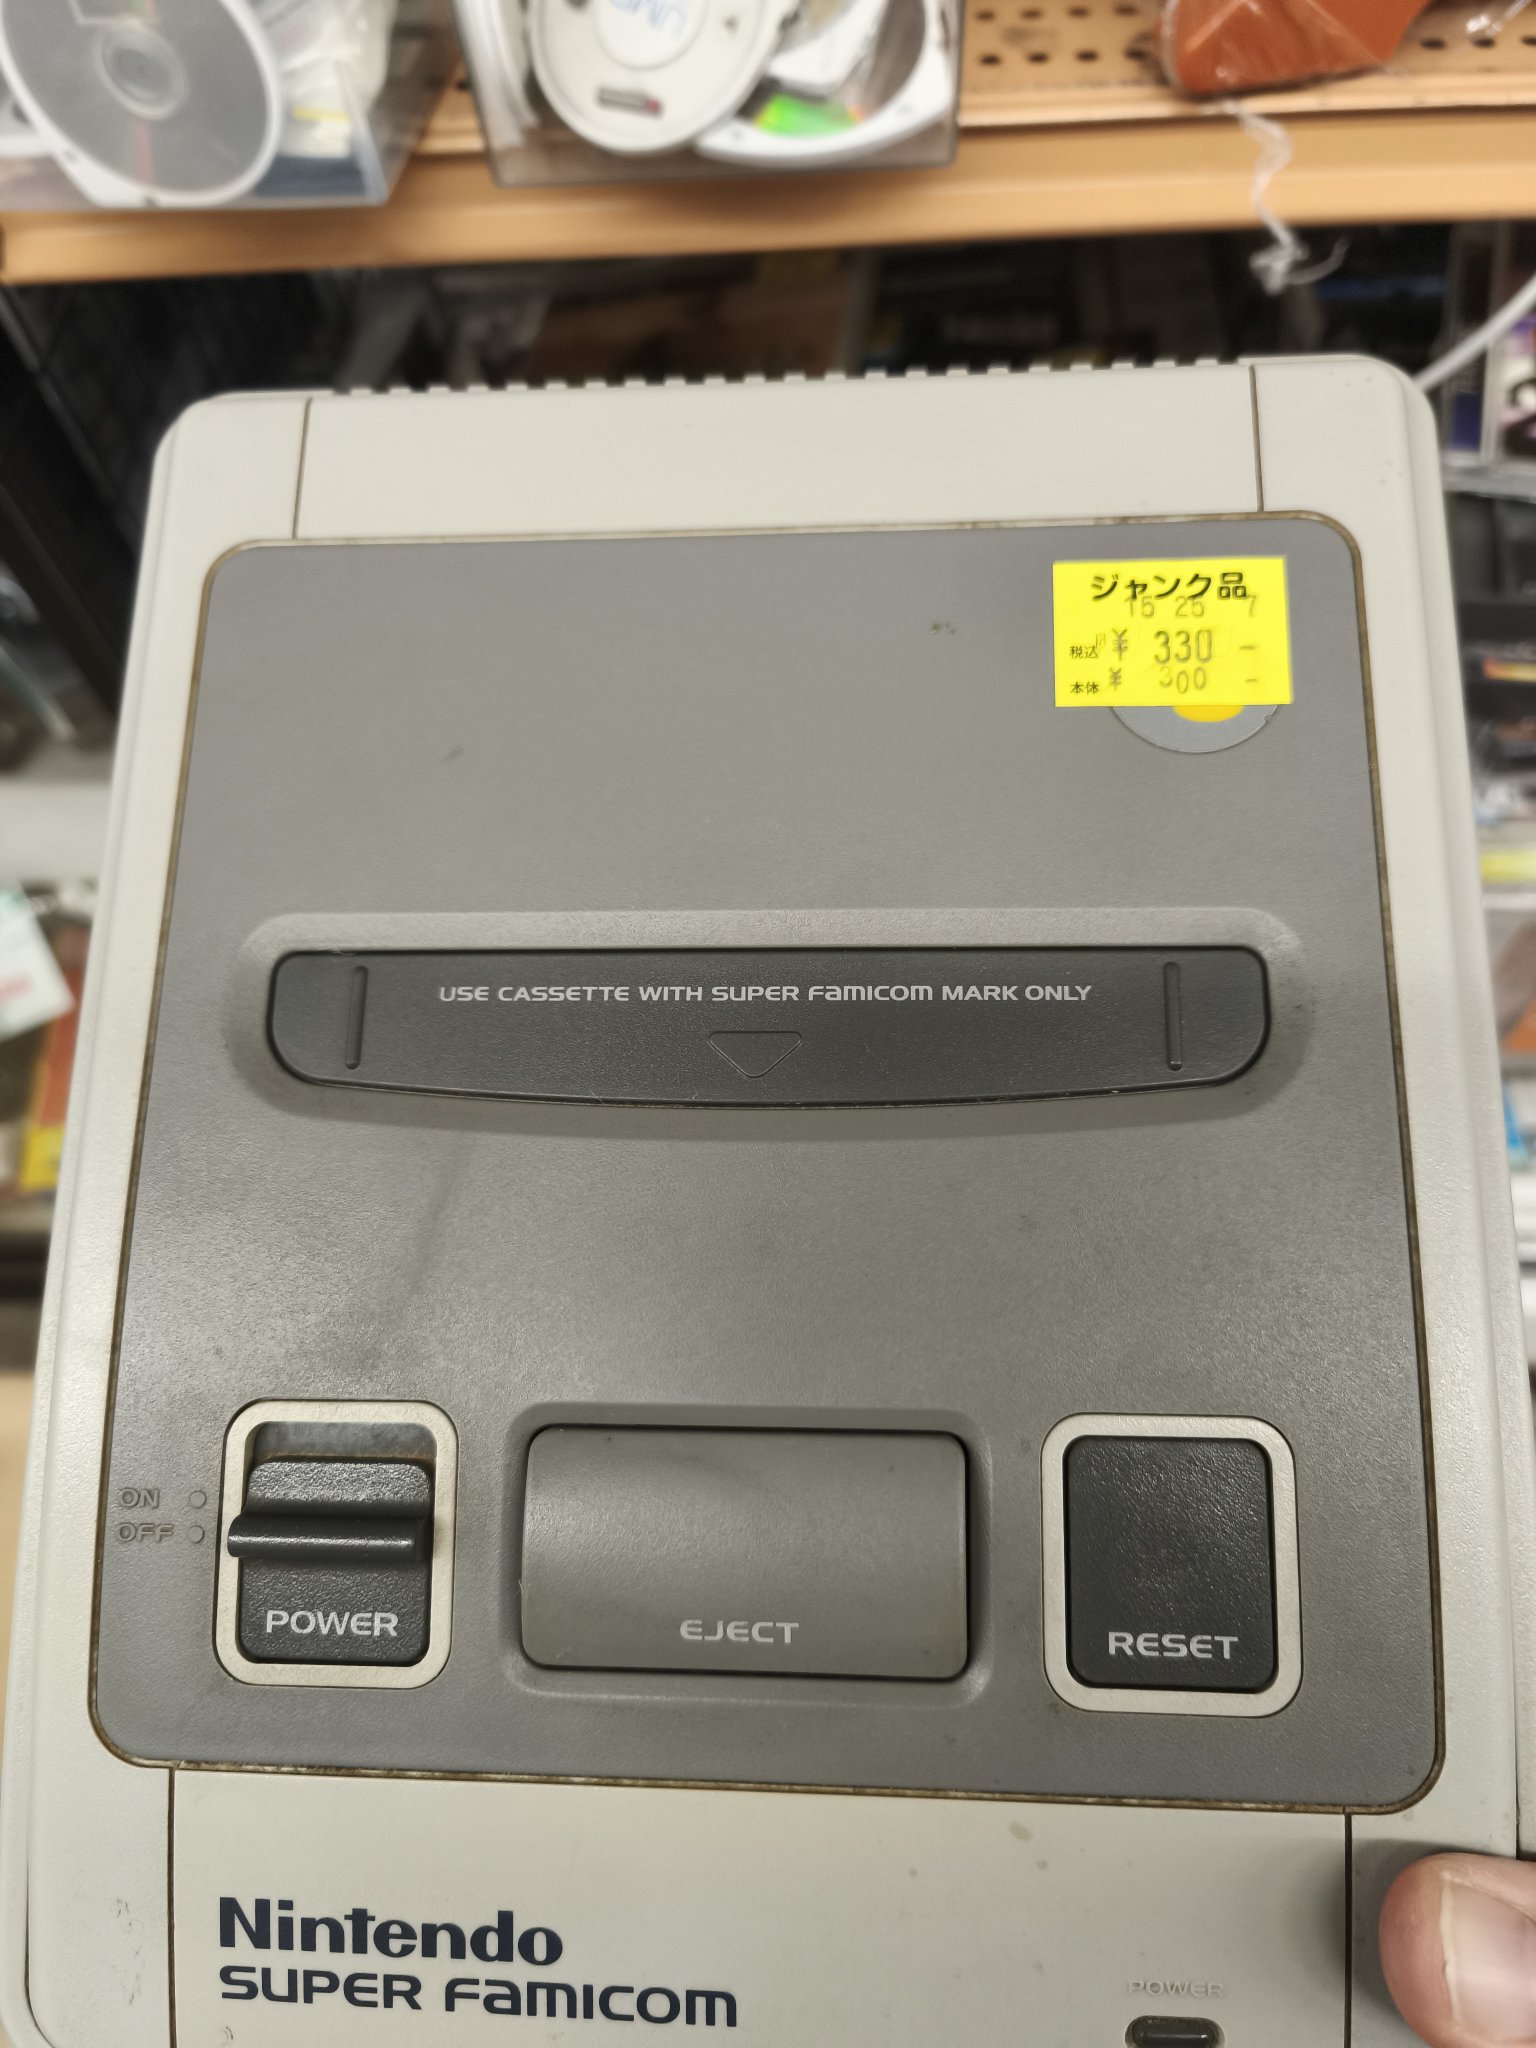 ジャンク品
15 25 7
税込 ¥ 330 -
本体 ¥ 300 -
USE CASSETTE WITH SUPER FAMICOM MARK ONLY
ON
OFF
POWER
EJECT
RESET
Nintendo
SUPER FAMICOM
POWER